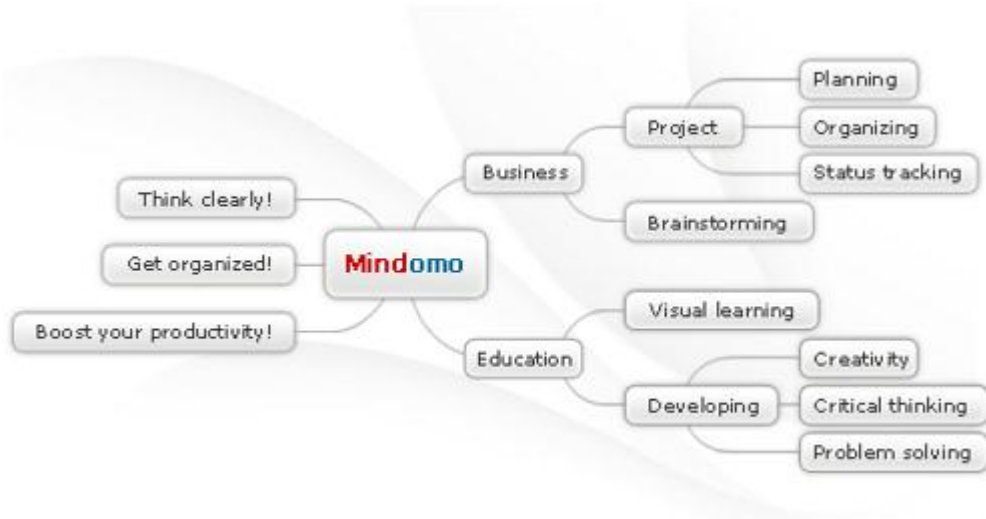 Mindomo
Think clearly!
Get organized!
Boost your productivity!
Business
Project
Planning
Organizing
Status tracking
Brainstorming
Education
Visual learning
Developing
Creativity
Critical thinking
Problem solving